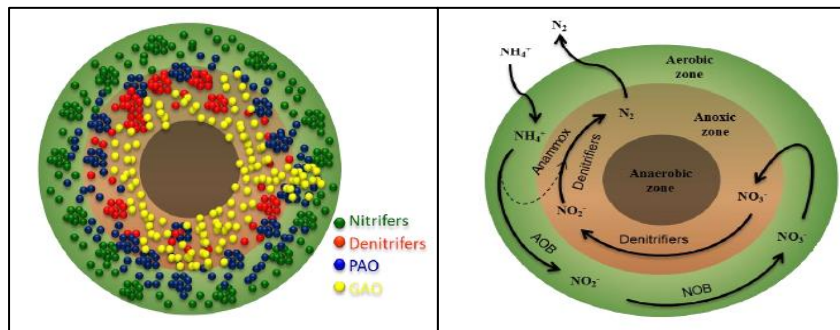 Nitrifers
Denitrifers
PAO
GAO
N₂
NH₄⁺
Aerobic
zone
NH₄⁺
N₂
Anoxic
zone
Anammox
Denitrifiers
Anaerobic
zone
NO₂⁻
NO₃⁻
Denitrifiers
NO₃⁻
AOB
NO₂⁻
NOB